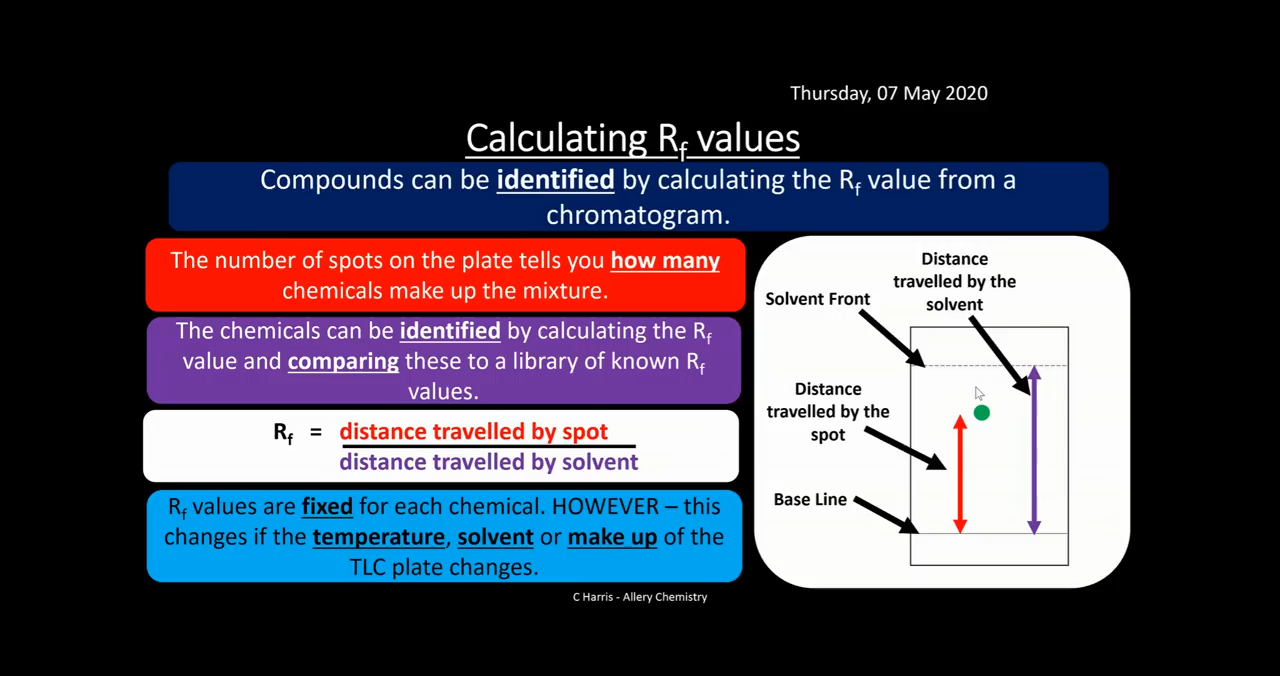 Thursday, 07 May 2020
Calculating Rf values
Compounds can be identified by calculating the Rf value from a
chromatogram.
The number of spots on the plate tells you how many
chemicals make up the mixture.
The chemicals can be identified by calculating the Rf
value and comparing these to a library of known Rf
values.
Rf = distance travelled by spot
distance travelled by solvent
Rf values are fixed for each chemical. HOWEVER – this
changes if the temperature, solvent or make up of the
TLC plate changes.
Distance
travelled by the
solvent
Solvent Front
Distance
travelled by the
spot
Base Line
C Harris - Allery Chemistry